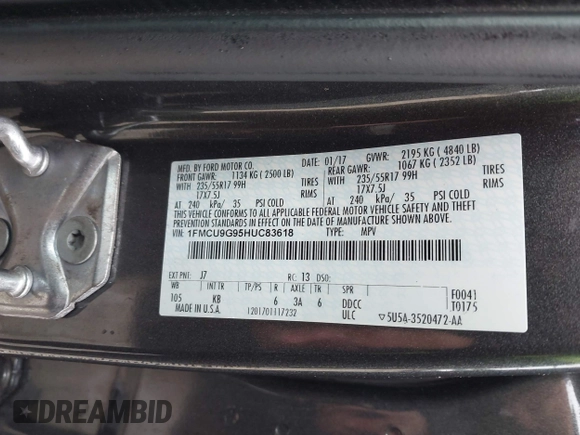 MFD. BY FORD MOTOR CO. 01/17 GVWR: 2195 KG ( 4840 LB)
FRONT GAWR: 1134 KG ( 2500 LB) REAR GAWR: 1067 KG ( 2352 LB)
WITH 235/55R17 99H TIRES WITH 235/55R17 99H TIRES
17X7.5J RIMS 17X7.5J RIMS
AT 240 kPa/ 35 PSI COLD AT 240 kPa/ 35 PSI COLD
THIS VEHICLE CONFORMS TO ALL APPLICABLE FEDERAL MOTOR VEHICLE SAFETY AND THEFT
PREVENTION STANDARDS IN EFFECT ON THE DATE OF MANUFACTURE SHOWN ABOVE.
VIN: 1FMCU9G95HUC83618 TYPE: MPV
EXT PNT: J7 RC: 13 DSO:
WB BRK INT TR TP/PS R AXLE TR SPR
105 KB 6 3A 6 DDCC
MADE IN U.S.A. 1201701117232 ULC
F0041
T0175
▽5U5A-3520472-AA
DREAMBID